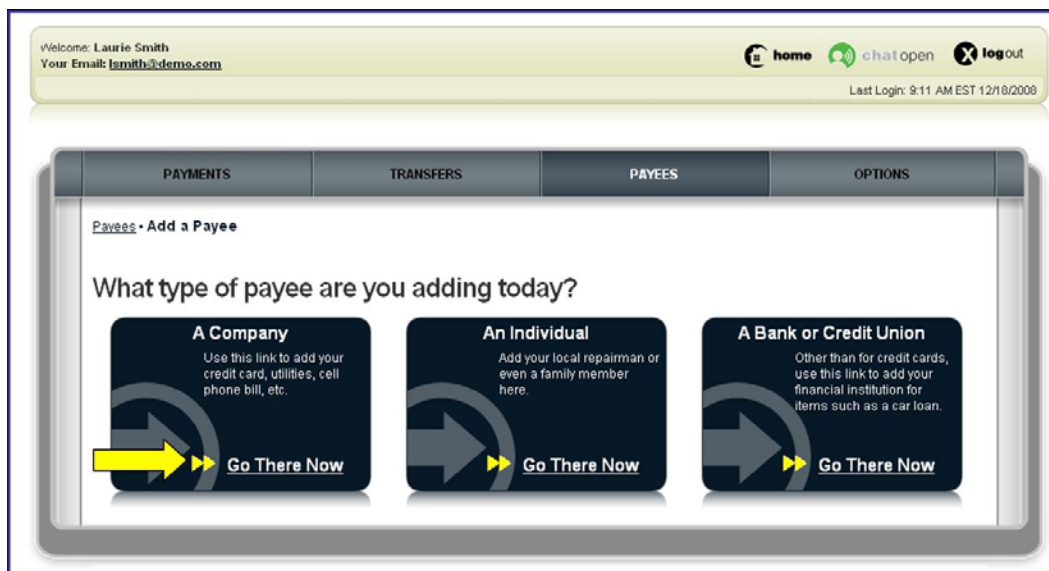 Welcome: Laurie Smith
Your Email: lsmith@demo.com
home
chat open
logout
Last Login: 9:11 AM EST 12/18/2008
PAYMENTS
TRANSFERS
PAYEES
OPTIONS
Payees • Add a Payee
What type of payee are you adding today?
A Company
Use this link to add your
credit card, utilities, cell
phone bill, etc.
Go There Now
An Individual
Add your local repairman or
even a family member
here.
Go There Now
A Bank or Credit Union
Other than for credit cards,
use this link to add your
financial institution for
items such as a car loan.
Go There Now